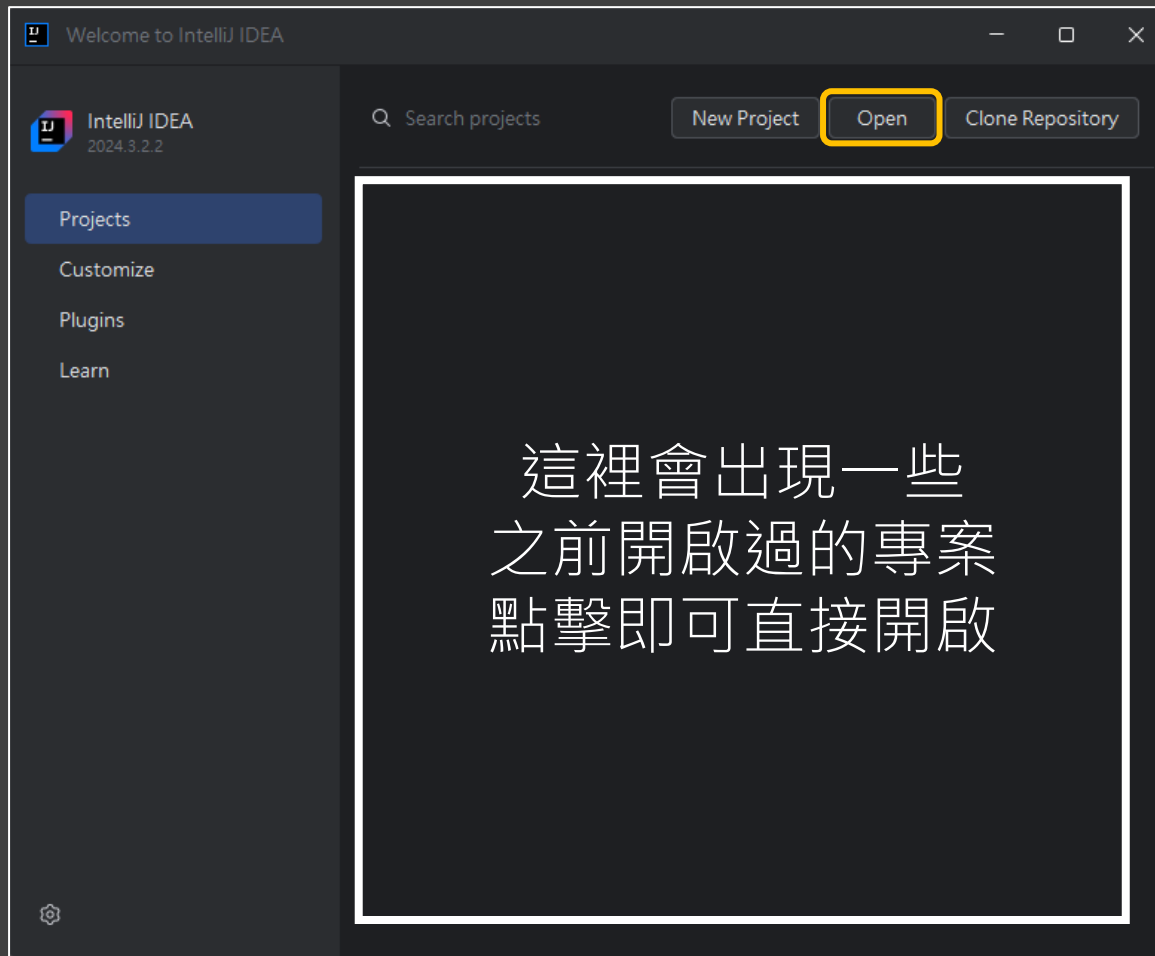 Welcome to IntelliJ IDEA
IntelliJ IDEA
2024.3.2.2
Search projects
New Project
Open
Clone Repository
Projects
Customize
Plugins
Learn
這裡會出現一些
之前開啟過的專案
點擊即可直接開啟